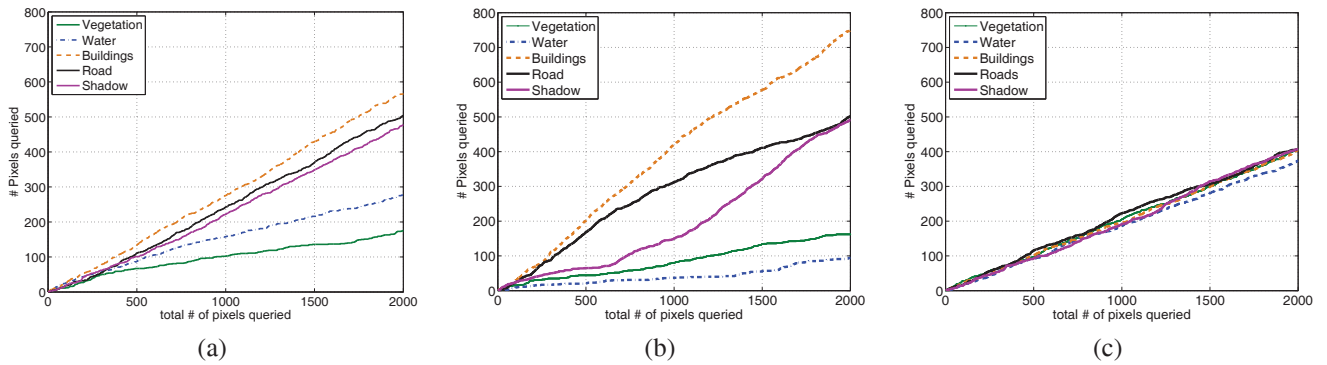 800
700
600
500
400
300
200
100
0
# Pixels queried
Vegetation
Water
Buildings
Road
Shadow
0 500 1000 1500 2000
total # of pixels queried
(a)
800
700
600
500
400
300
200
100
0
# Pixels queried
Vegetation
Water
Buildings
Road
Shadow
0 500 1000 1500 2000
total # of pixels queried
(b)
800
700
600
500
400
300
200
100
0
# Pixels queried
Vegetation
Water
Buildings
Roads
Shadow
0 500 1000 1500 2000
total # of pixels queried
(c)